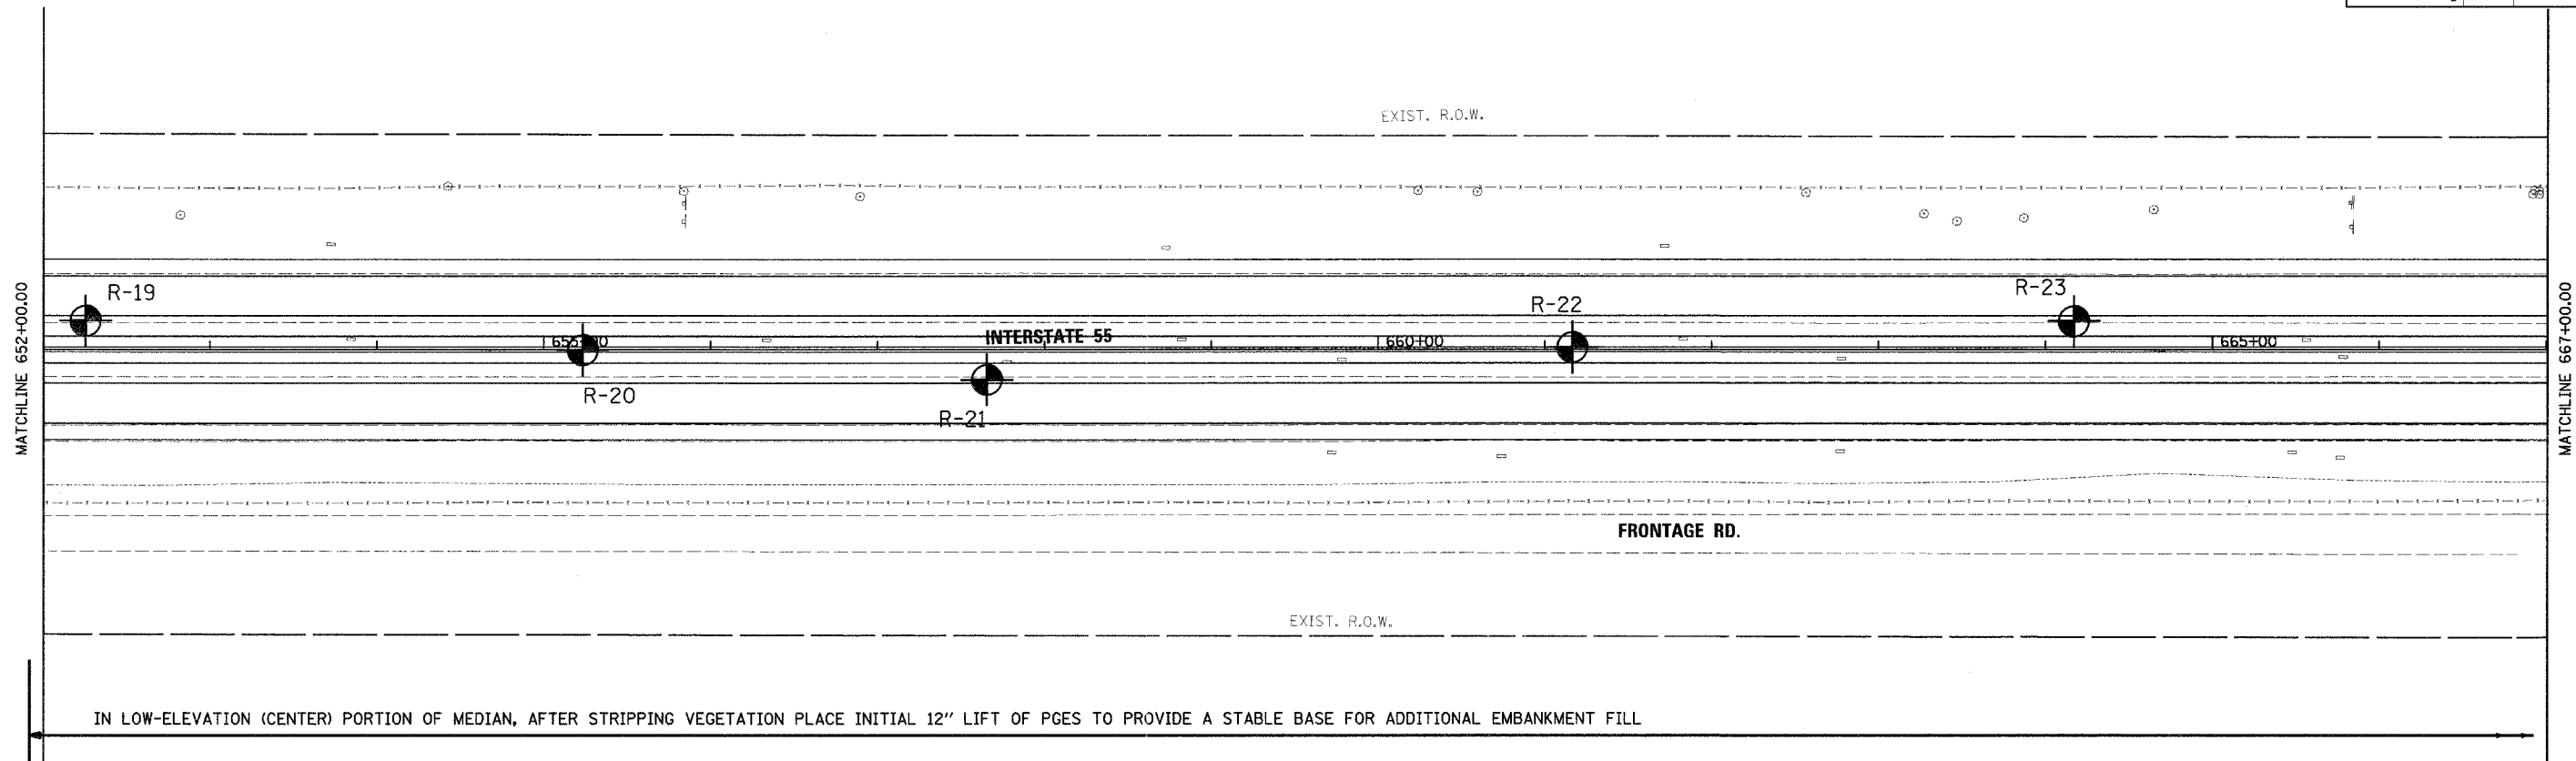 EXIST. R.O.W.
R-19
R-23
R-22
INTERSTATE 55
660+00
665+00
R-20
R-21
MATCHLINE 652+00.00
MATCHLINE 667+00.00
FRONTAGE RD.
EXIST. R.O.W.
IN LOW-ELEVATION (CENTER) PORTION OF MEDIAN, AFTER STRIPPING VEGETATION PLACE INITIAL 12" LIFT OF PGES TO PROVIDE A STABLE BASE FOR ADDITIONAL EMBANKMENT FILL